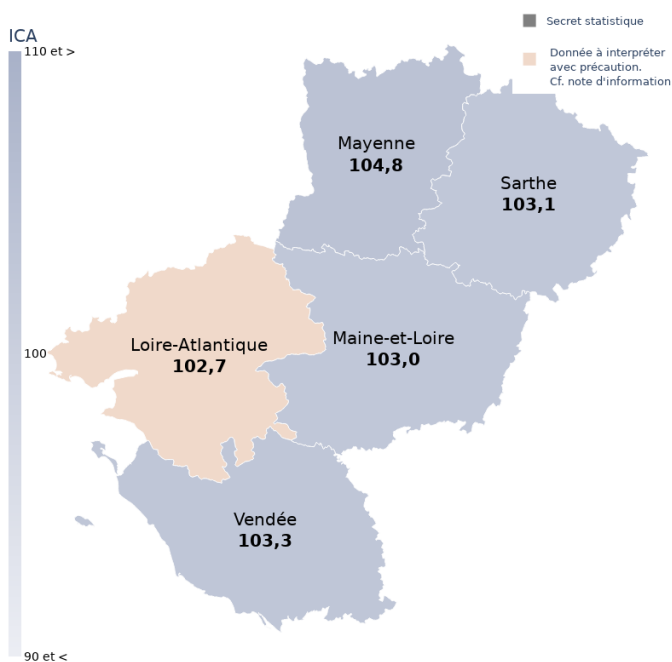 Secret statistique
ICA
110 et >
Donnée à interpréter
avec précaution.
Cf. note d'information
Mayenne
104,8
Sarthe
103,1
Loire-Atlantique
102,7
Maine-et-Loire
103,0
100
Vendée
103,3
90 et <